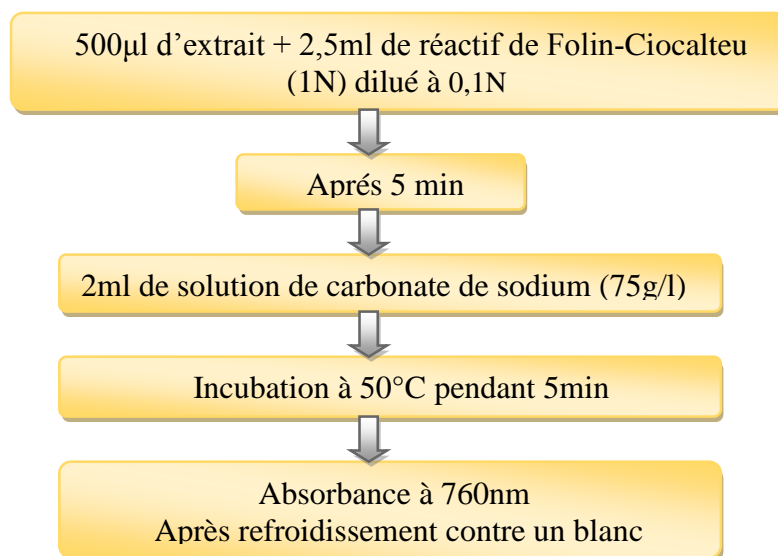 500μl d’extrait + 2,5ml de réactif de Folin-Ciocalteu
(1N) dilué à 0,1N
Aprés 5 min
2ml de solution de carbonate de sodium (75g/l)
Incubation à 50°C pendant 5min
Absorbance à 760nm
Après refroidissement contre un blanc